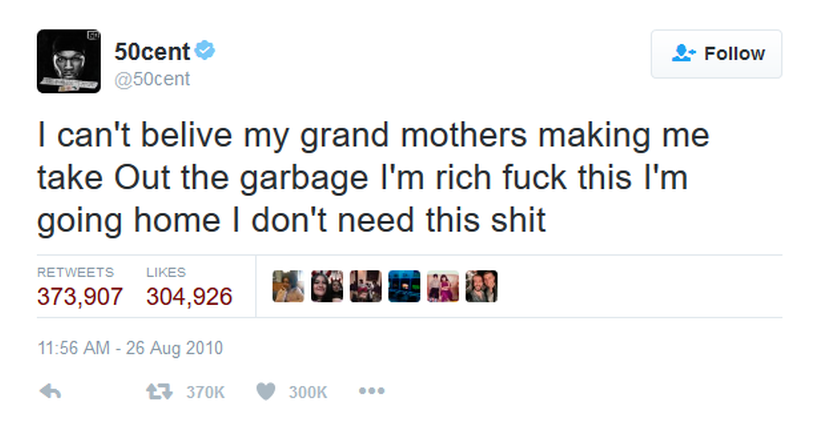 50cent
@50cent
Follow
I can't belive my grand mothers making me
take Out the garbage I'm rich fuck this I'm
going home I don't need this shit
RETWEETS LIKES
373,907 304,926
11:56 AM - 26 Aug 2010
370K 300K